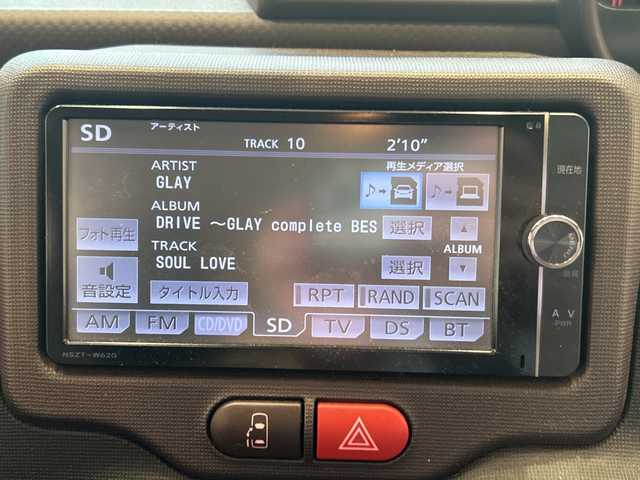 SD
アーティスト
TRACK 10
2'10"
ARTIST
GLAY
再生メディア選択
ALBUM
DRIVE ～GLAY complete BES
選択
フォト再生
TRACK
SOUL LOVE
ALBUM
選択
音設定
タイトル入力
RPT
RAND
SCAN
AM
FM
CD/DVD
SD
TV
DS
BT
NSZT-W62G
現在地
A V
PWR